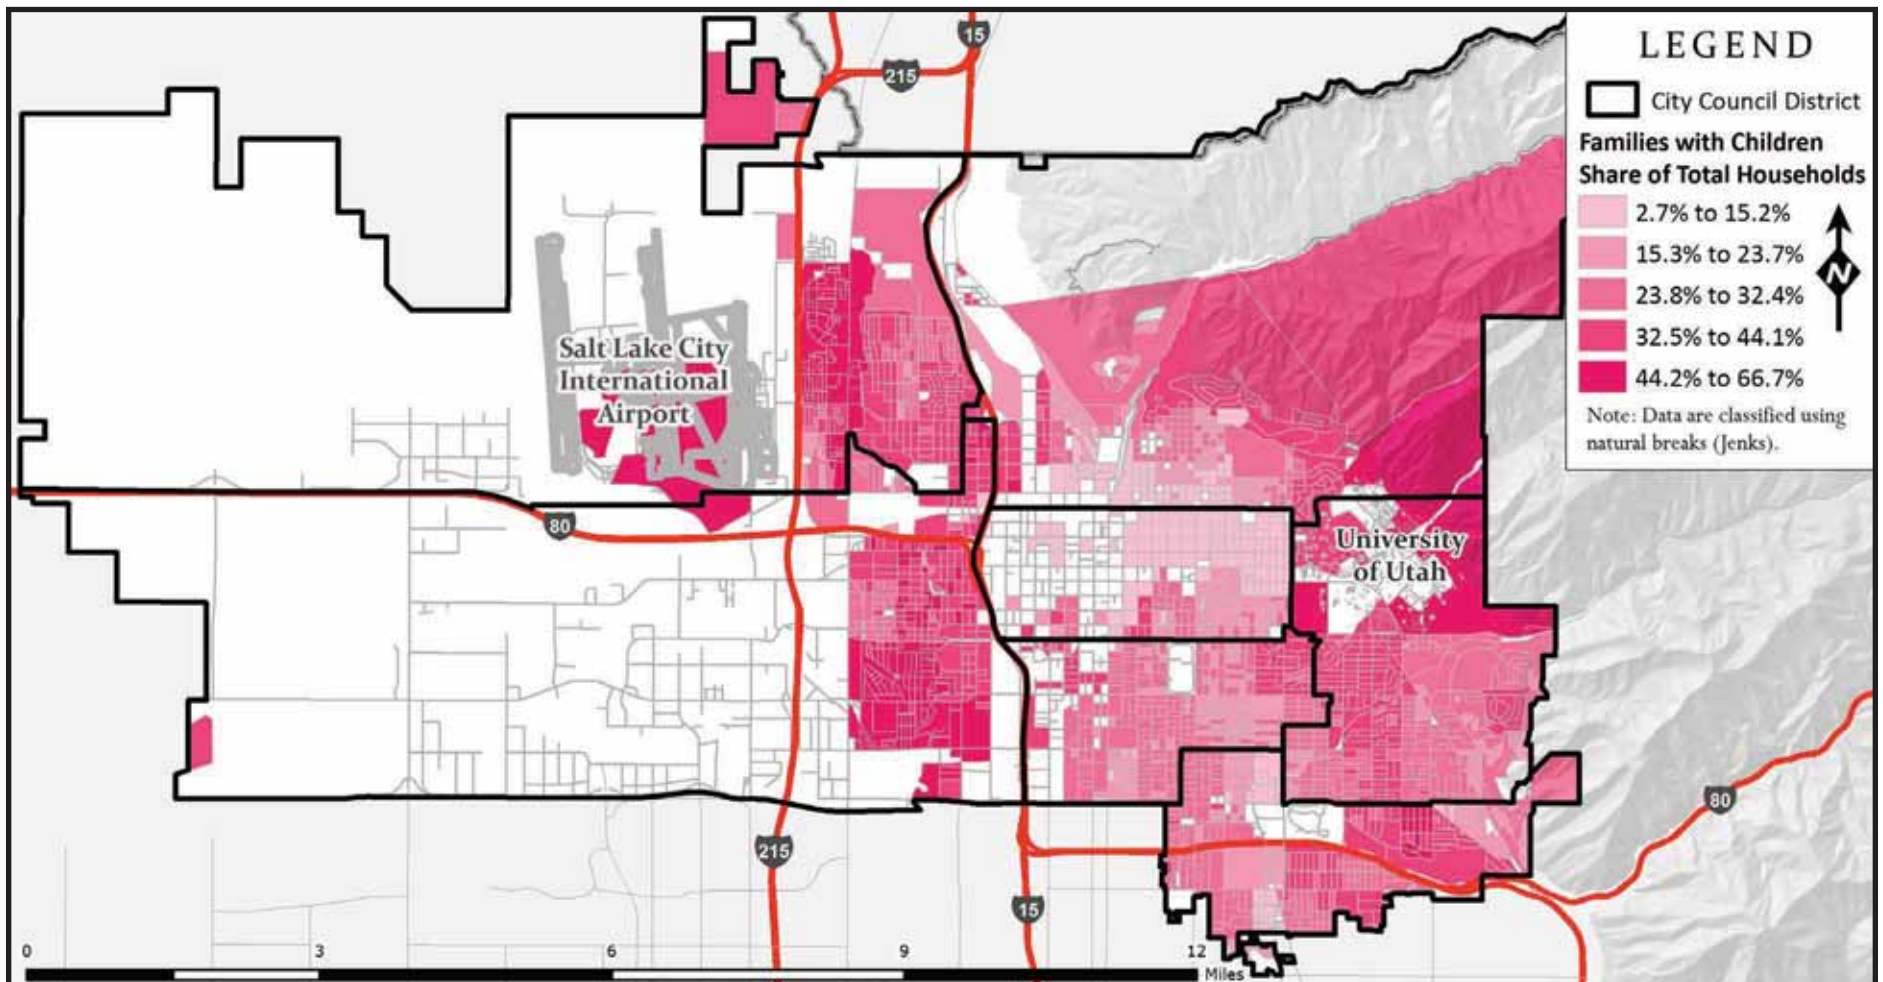 15
215
LEGEND
City Council District
Families with Children
Share of Total Households
2.7% to 15.2%
15.3% to 23.7%
23.8% to 32.4%
32.5% to 44.1%
44.2% to 66.7%
N
Note: Data are classified using
natural breaks (Jenks).
Salt Lake City
International
Airport
80
University
of Utah
80
215
15
0 3 6 9 12
Miles